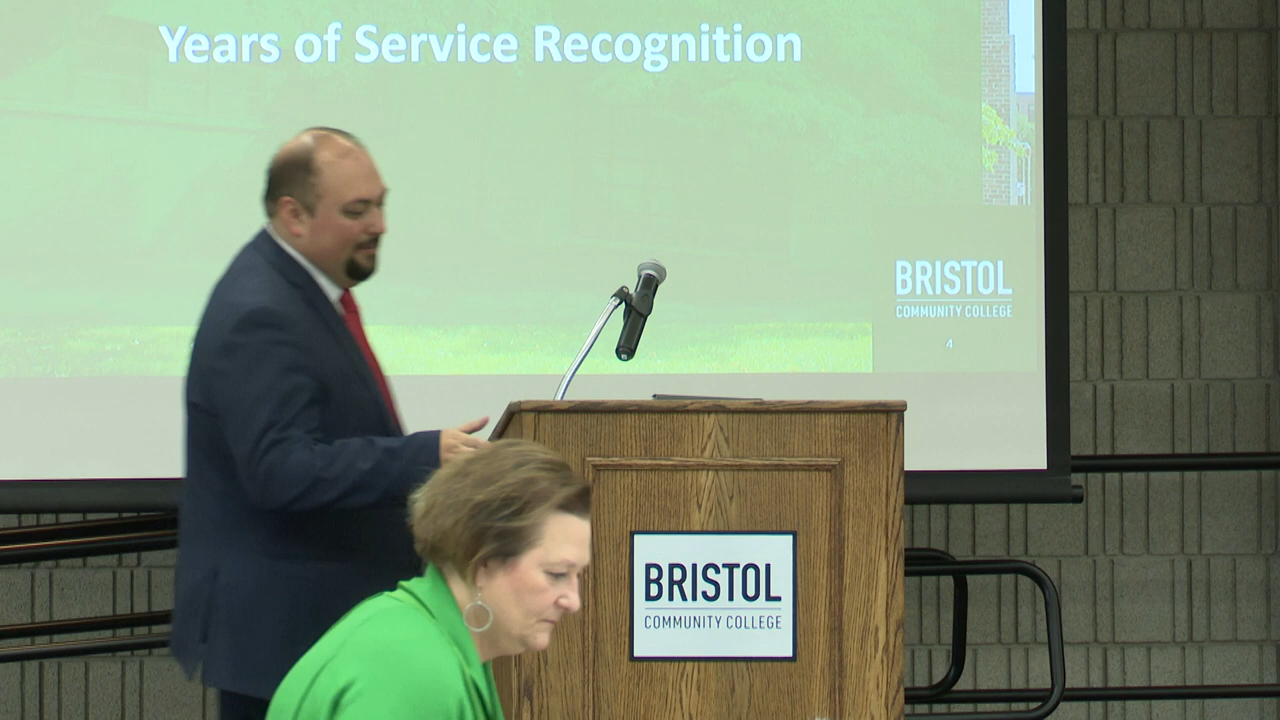 Years of Service Recognition
BRISTOL
COMMUNITY COLLEGE
4
BRISTOL
COMMUNITY COLLEGE